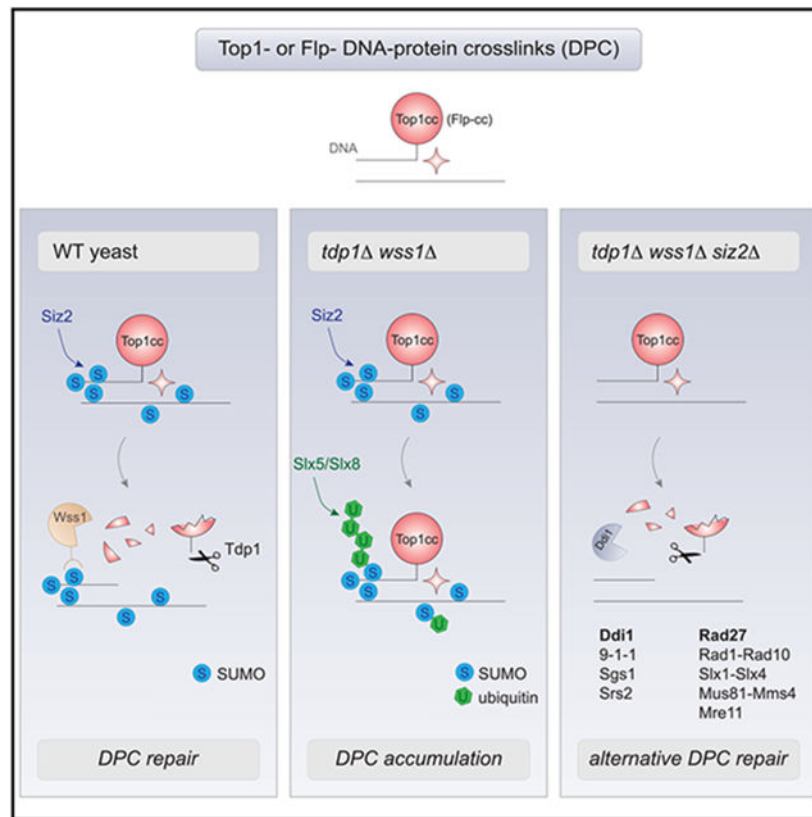 Top1- or Flp- DNA-protein crosslinks (DPC)
Top1cc (Flp-cc)
DNA
WT yeast
Siz2
Top1cc
S S S S S S
Wss1
Tdp1
S S S S S
S SUMO
DPC repair
tdp1Δ wss1Δ
Siz2
Top1cc
S S S S S S
Slx5/Slx8
U U U U
Top1cc
S S S S S
S U
S SUMO
U ubiquitin
DPC accumulation
tdp1Δ wss1Δ siz2Δ
Top1cc
Ddi1
Ddi1 Rad27
9-1-1 Rad1-Rad10
Sgs1 Slx1-Slx4
Srs2 Mus81-Mms4
Mre11
alternative DPC repair